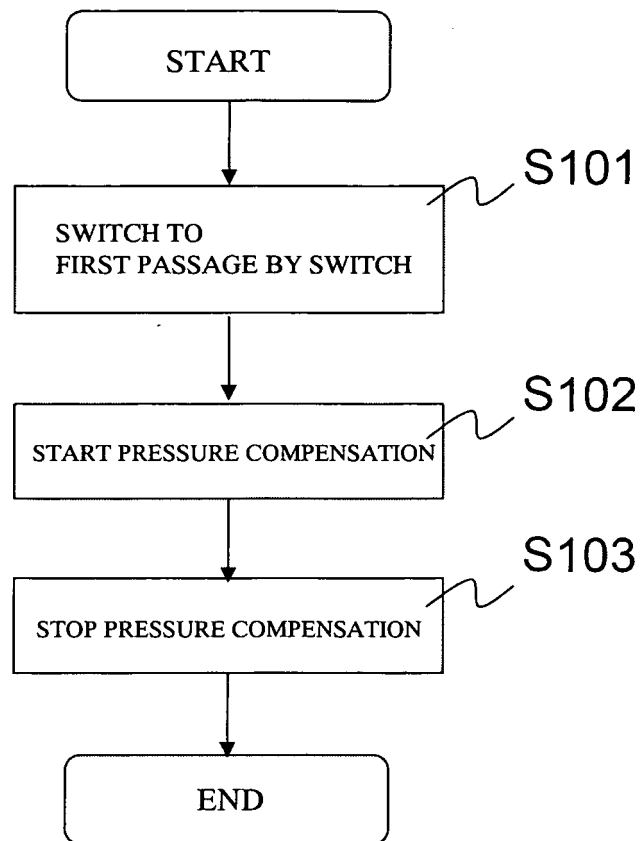 START
S101
SWITCH TO
FIRST PASSAGE BY SWITCH
S102
START PRESSURE COMPENSATION
S103
STOP PRESSURE COMPENSATION
END